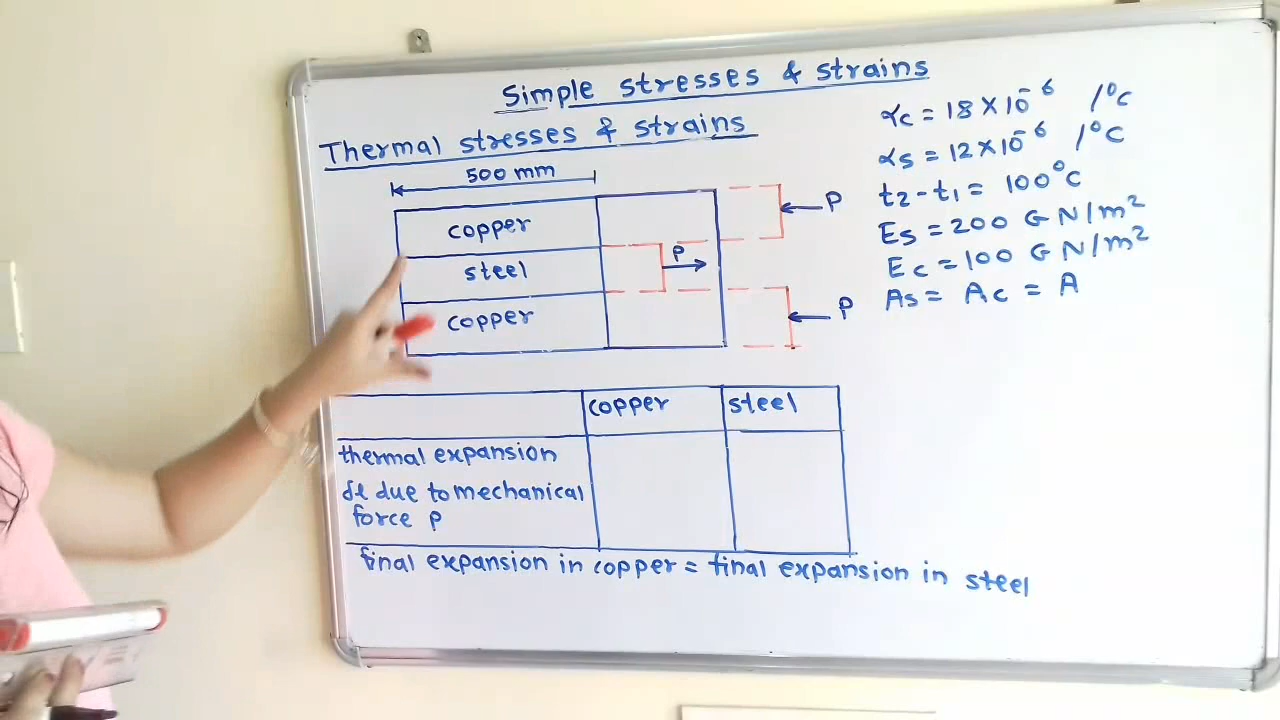 Simple stresses & strains
Thermal stresses & strains
500 mm
copper
steel
copper
P
P
P
αc = 18 × 10⁻⁶ /°C
αs = 12 × 10⁻⁶ /°C
t2 - t1 = 100°C
Es = 200 GN/m²
Ec = 100 GN/m²
As = Ac = A
copper steel
thermal expansion
δl due to mechanical
force P
final expansion in copper = final expansion in steel